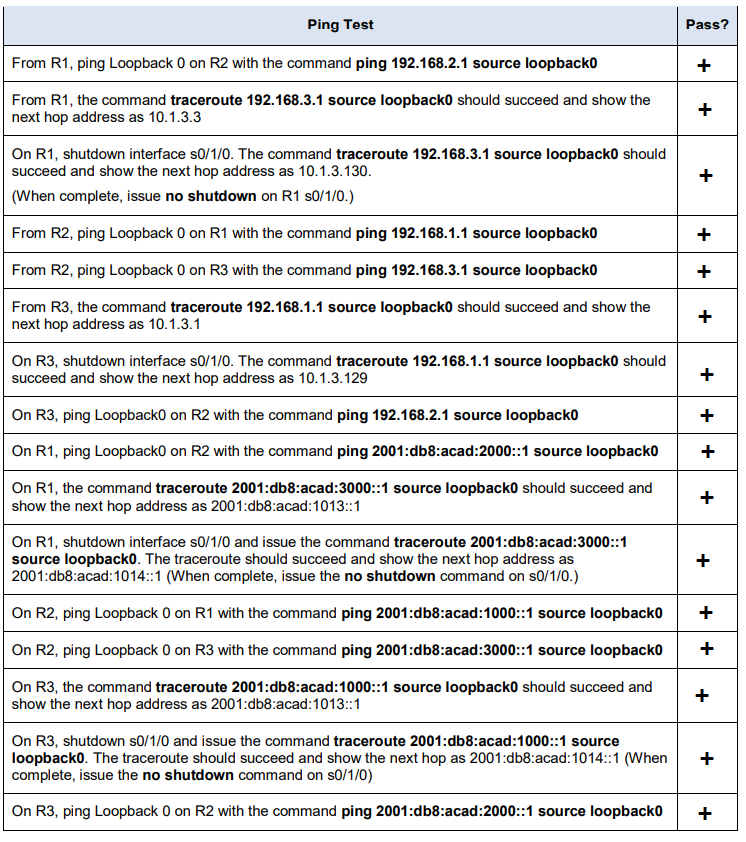 Ping Test Pass?
From R1, ping Loopback 0 on R2 with the command ping 192.168.2.1 source loopback0 +
From R1, the command traceroute 192.168.3.1 source loopback0 should succeed and show the
next hop address as 10.1.3.3 +
On R1, shutdown interface s0/1/0. The command traceroute 192.168.3.1 source loopback0 should
succeed and show the next hop address as 10.1.3.130. +
(When complete, issue no shutdown on R1 s0/1/0.)
From R2, ping Loopback 0 on R1 with the command ping 192.168.1.1 source loopback0 +
From R2, ping Loopback 0 on R3 with the command ping 192.168.3.1 source loopback0 +
From R3, the command traceroute 192.168.1.1 source loopback0 should succeed and show the
next hop address as 10.1.3.1 +
On R3, shutdown interface s0/1/0. The command traceroute 192.168.1.1 source loopback0 should
succeed and show the next hop address as 10.1.3.129 +
On R3, ping Loopback0 on R2 with the command ping 192.168.2.1 source loopback0 +
On R1, ping Loopback0 on R2 with the command ping 2001:db8:acad:2000::1 source loopback0 +
On R1, the command traceroute 2001:db8:acad:3000::1 source loopback0 should succeed and
show the next hop address as 2001:db8:acad:1013::1 +
On R1, shutdown interface s0/1/0 and issue the command traceroute 2001:db8:acad:3000::1
source loopback0. The traceroute should succeed and show the next hop address as +
2001:db8:acad:1014::1 (When complete, issue the no shutdown command on s0/1/0.)
On R2, ping Loopback 0 on R1 with the command ping 2001:db8:acad:1000::1 source loopback0 +
On R2, ping Loopback 0 on R3 with the command ping 2001:db8:acad:3000::1 source loopback0 +
On R3, the command traceroute 2001:db8:acad:1000::1 source loopback0 should succeed and
show the next hop address as 2001:db8:acad:1013::1 +
On R3, shutdown s0/1/0 and issue the command traceroute 2001:db8:acad:1000::1 source
loopback0. The traceroute should succeed and show the next hop as 2001:db8:acad:1014::1 (When +
complete, issue the no shutdown command on s0/1/0)
On R3, ping Loopback 0 on R2 with the command ping 2001:db8:acad:2000::1 source loopback0 +